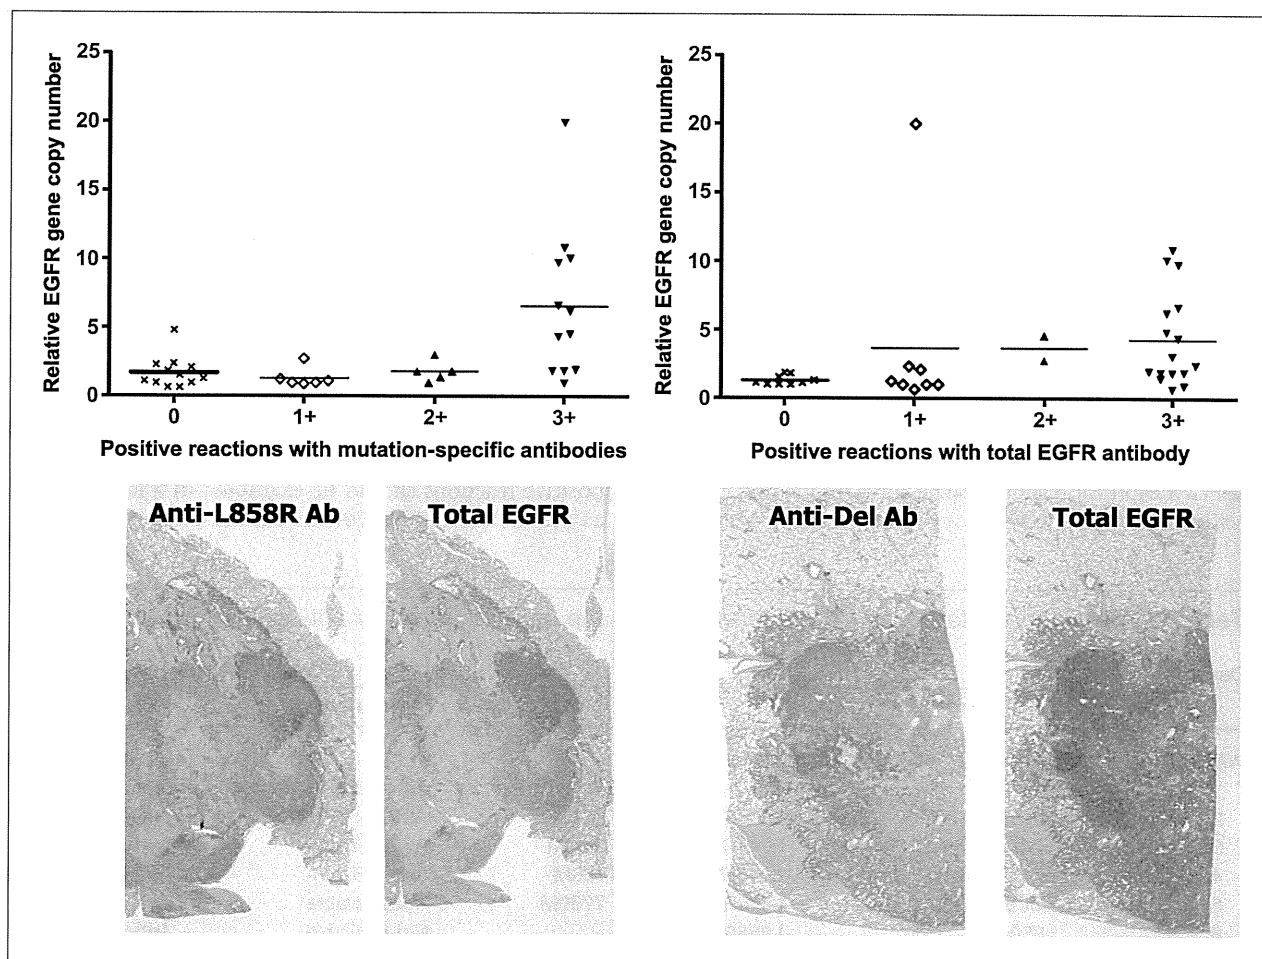 25
20
15
10
5
0
Relative EGFR gene copy number
0 1+ 2+ 3+
Positive reactions with mutation-specific antibodies
25
20
15
10
5
0
Relative EGFR gene copy number
0 1+ 2+ 3+
Positive reactions with total EGFR antibody
Anti-L858R Ab
Total EGFR
Anti-Del Ab
Total EGFR